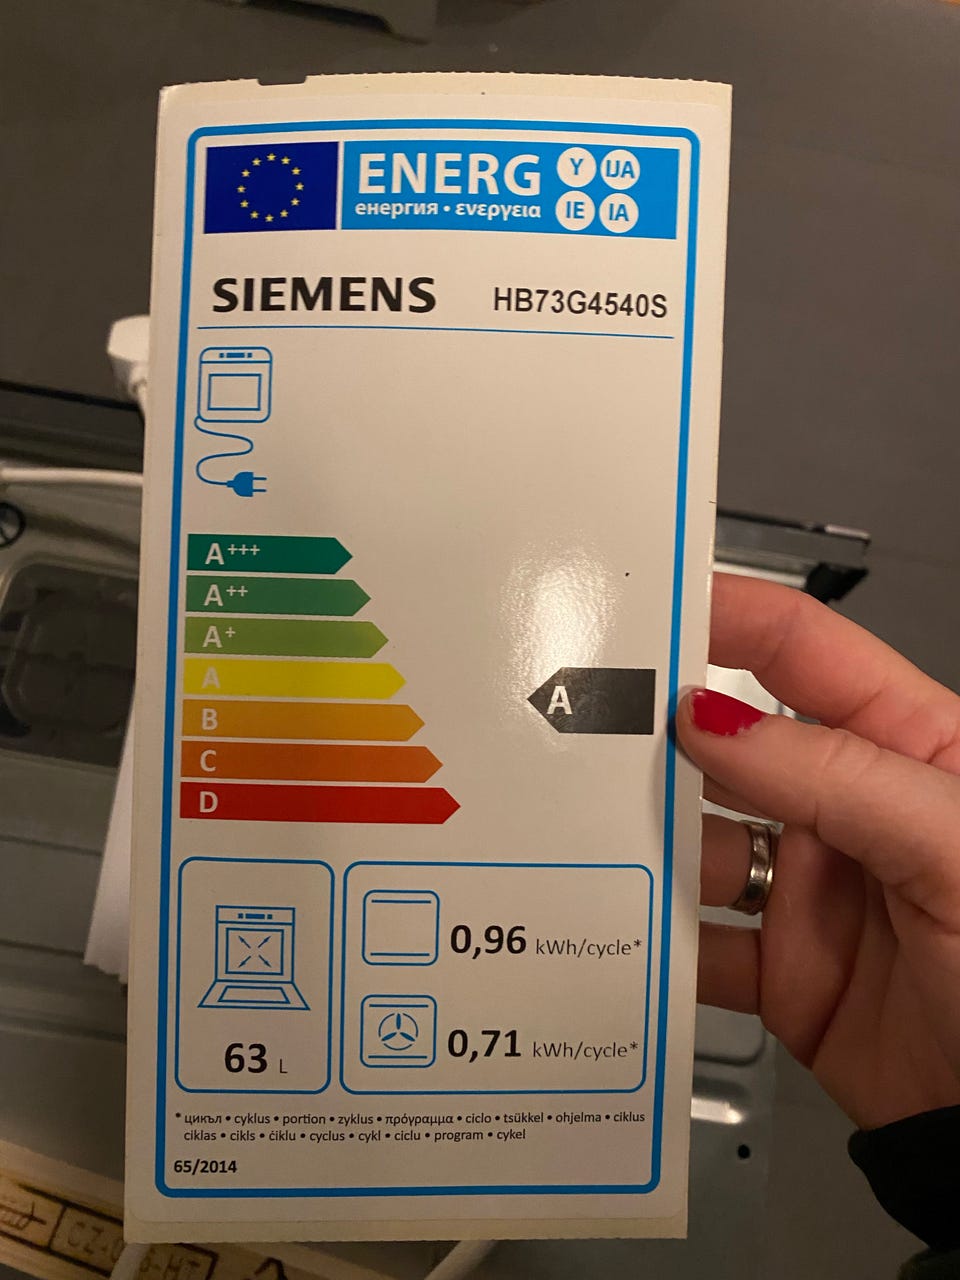 ENERG
енергия • ενεργεια
Y
IJA
IE
IA
SIEMENS
HB73G4540S
A+++
A++
A+
A
B
C
D
A
63 L
0,96 kWh/cycle*
0,71 kWh/cycle*
* цикъл • cyklus • portion • zyklus • πρόγραμμα • ciclo • tsükkel • ohjelma • ciklus
ciklas • cikls • ċiklu • cyclus • cykl • ciclu • program • cykel
65/2014